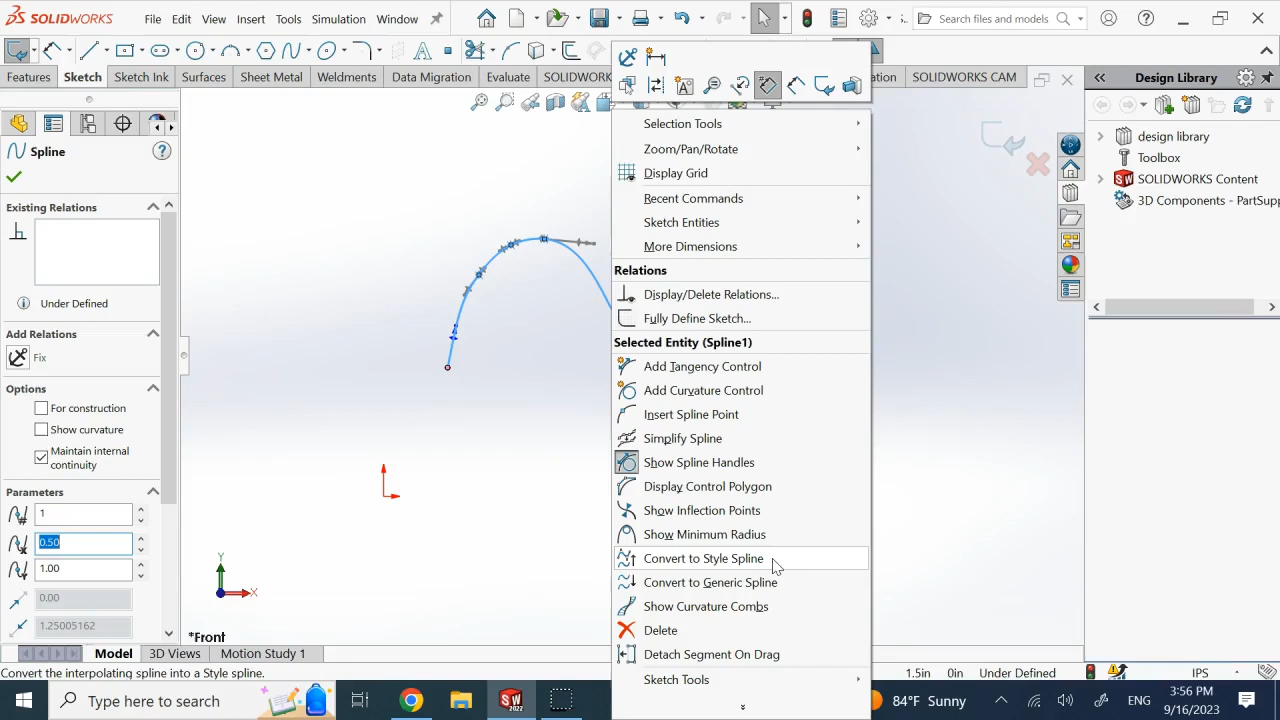 SOLIDWORKS
File
Edit
View
Insert
Tools
Simulation
Window
Search files and models
Features
Sketch
Sketch Ink
Surfaces
Sheet Metal
Weldments
Data Migration
Evaluate
SOLIDWORKS CAM
Design Library
Spline
Existing Relations
Under Defined
Add Relations
Fix
Options
For construction
Show curvature
Maintain internal
continuity
Parameters
1
0.50
1.00
0.00
1.25005162
Y
X
*Front
Selection Tools
Zoom/Pan/Rotate
Display Grid
Recent Commands
Sketch Entities
More Dimensions
Relations
Display/Delete Relations...
Fully Define Sketch...
Selected Entity (Spline1)
Add Tangency Control
Add Curvature Control
Insert Spline Point
Simplify Spline
Show Spline Handles
Display Control Polygon
Show Inflection Points
Show Minimum Radius
Convert to Style Spline
Convert to Generic Spline
Show Curvature Combs
Delete
Detach Segment On Drag
Sketch Tools
design library
Toolbox
SOLIDWORKS Content
3D Components - PartSupp
Model
3D Views
Motion Study 1
Convert the interpolating spline into a Style spline.
1.5in
0in
Under Defined
IPS
Type here to search
84°F Sunny
ENG
3:56 PM
9/16/2023